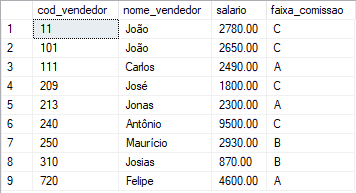 cod_vendedor nome_vendedor salario faixa_comissao
1 11 João 2780.00 C
2 101 João 2650.00 C
3 111 Carlos 2490.00 A
4 209 José 1800.00 C
5 213 Jonas 2300.00 A
6 240 Antônio 9500.00 C
7 250 Maurício 2930.00 B
8 310 Josias 870.00 B
9 720 Felipe 4600.00 A